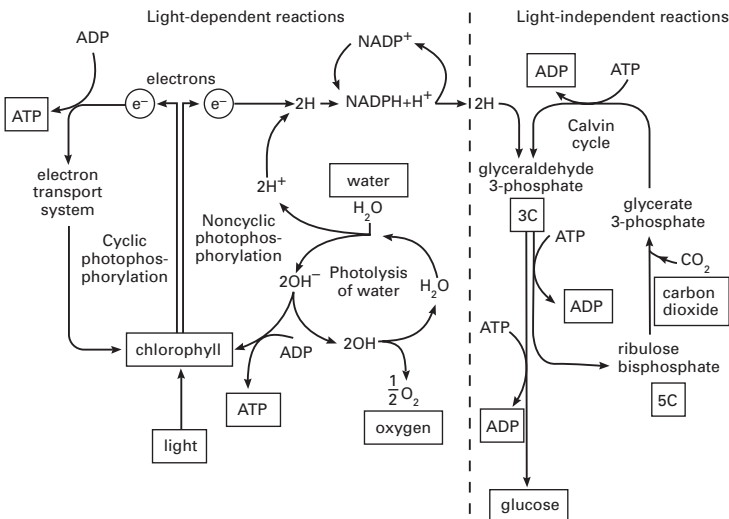 Light-dependent reactions
Light-independent reactions
ADP
electrons
ATP
e⁻
e⁻
2H
NADP⁺
NADPH+H⁺
2H
ADP
ATP
Calvin
cycle
electron
transport
system
Cyclic
photophos-
phorylation
2H⁺
Noncyclic
photophos-
phorylation
water
H₂O
2OH⁻
Photolysis
of water
H₂O
chlorophyll
ADP
2OH
ATP
½O₂
oxygen
light
glyceraldehyde
3-phosphate
3C
glycerate
3-phosphate
ATP
CO₂
carbon
dioxide
ADP
ATP
ribulose
bisphosphate
5C
ADP
glucose